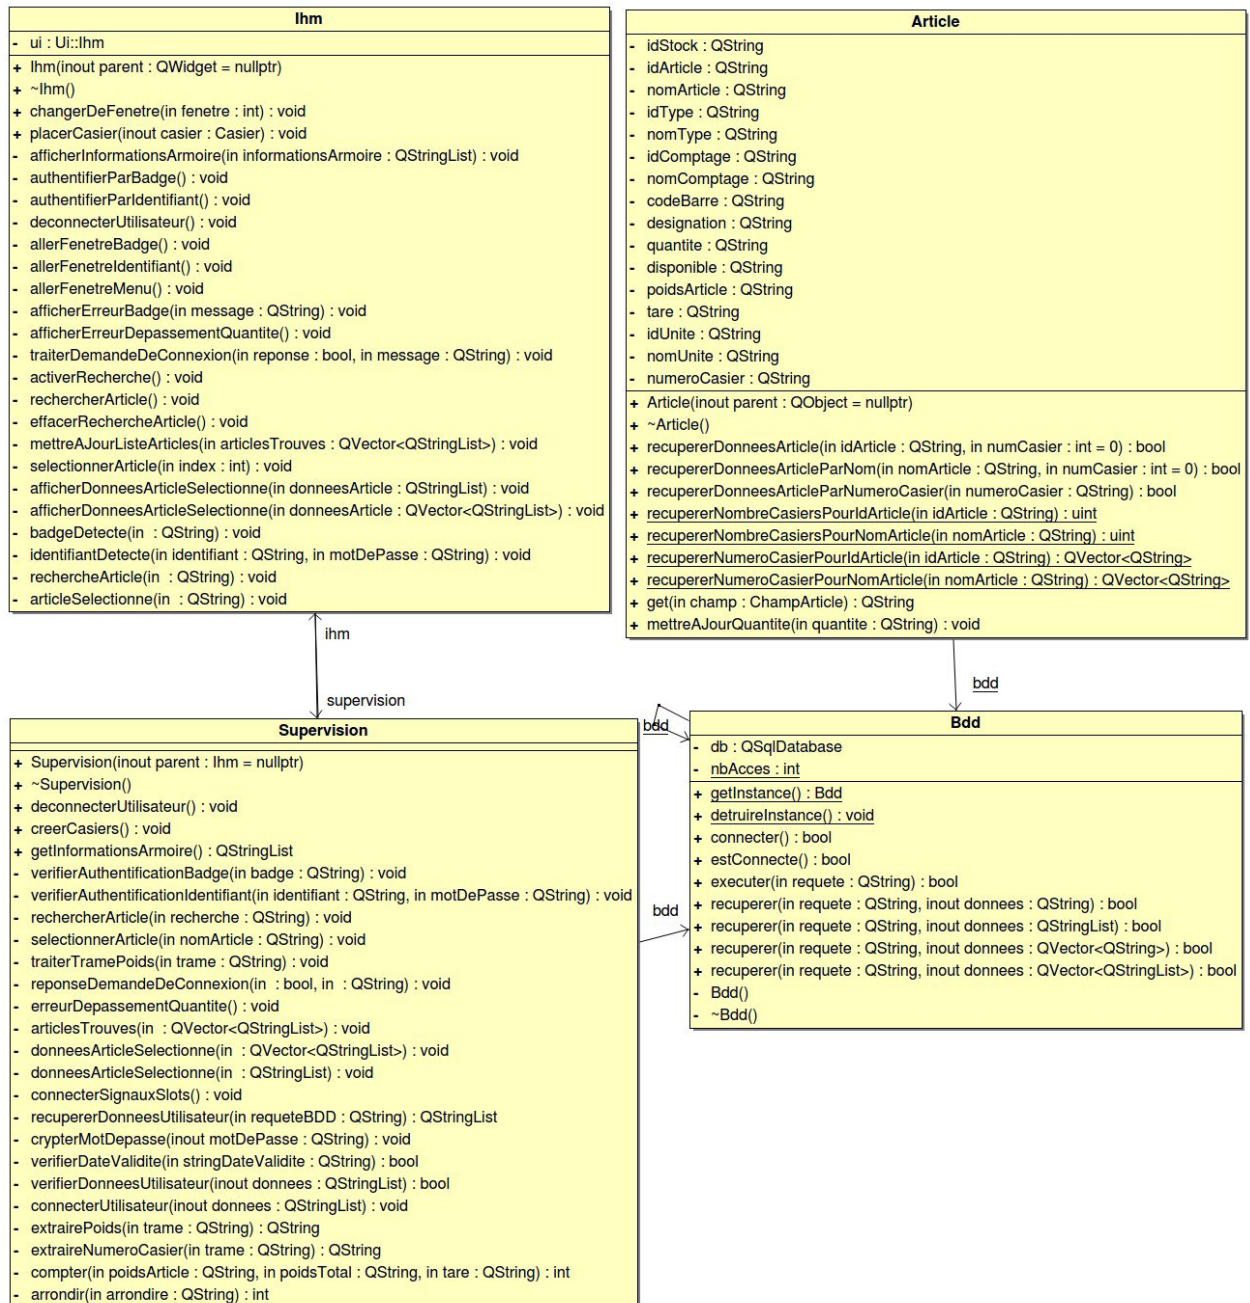 Ihm
- ui : Ui::Ihm
+ Ihm(inout parent : QWidget = nullptr)
+ ~Ihm()
+ changerDeFenetre(in fenetre : int) : void
+ placerCasier(inout casier : Casier) : void
- afficherInformationsArmoire(in informationsArmoire : QStringList) : void
- authentifierParBadge() : void
- authentifierParIdentifiant() : void
- deconnecterUtilisateur() : void
- allerFenetreBadge() : void
- allerFenetreIdentifiant() : void
- allerFenetreMenu() : void
- afficherErreurBadge(in message : QString) : void
- afficherErreurDepassementQuantite() : void
- traiterDemandeDeConnexion(in reponse : bool, in message : QString) : void
- activerRecherche() : void
- rechercherArticle() : void
- effacerRechercheArticle() : void
- mettreAJourListeArticles(in articlesTrouves : QVector<QStringList>) : void
- selectionnerArticle(in index : int) : void
- afficherDonneesArticleSelectionne(in donneesArticle : QStringList) : void
- afficherDonneesArticleSelectionne(in donneesArticle : QVector<QStringList>) : void
- badgeDetecte(in : QString) : void
- identifiantDetecte(in identifiant : QString, in motDePasse : QString) : void
- rechercheArticle(in : QString) : void
- articleSelectionne(in : QString) : void
Article
- idStock : QString
- idArticle : QString
- nomArticle : QString
- idType : QString
- nomType : QString
- idComptage : QString
- nomComptage : QString
- codeBarre : QString
- designation : QString
- quantite : QString
- disponible : QString
- poidsArticle : QString
- tare : QString
- idUnite : QString
- nomUnite : QString
- numeroCasier : QString
+ Article(inout parent : QObject = nullptr)
+ ~Article()
+ recupererDonneesArticle(in idArticle : QString, in numCasier : int = 0) : bool
+ recupererDonneesArticleParNom(in nomArticle : QString, in numCasier : int = 0) : bool
+ recupererDonneesArticleParNumeroCasier(in numeroCasier : QString) : bool
+ recupererNombreCasiersPourIdArticle(in idArticle : QString) : uint
+ recupererNombreCasiersPourNomArticle(in nomArticle : QString) : uint
+ recupererNumeroCasierPourIdArticle(in idArticle : QString) : QVector<QString>
+ recupererNumeroCasierPourNomArticle(in nomArticle : QString) : QVector<QString>
+ get(in champ : ChampArticle) : QString
+ mettreAJourQuantite(in quantite : QString) : void
ihm
supervision
bdd
bdd
bdd
Supervision
+ Supervision(inout parent : Ihm = nullptr)
+ ~Supervision()
+ deconnecterUtilisateur() : void
+ creerCasiers() : void
+ getInformationsArmoire() : QStringList
- verifierAuthentificationBadge(in badge : QString) : void
- verifierAuthentificationIdentifiant(in identifiant : QString, in motDePasse : QString) : void
- rechercherArticle(in recherche : QString) : void
- selectionnerArticle(in nomArticle : QString) : void
- traiterTramePoids(in trame : QString) : void
- reponseDemandeDeConnexion(in : bool, in : QString) : void
- erreurDepassementQuantite() : void
- articlesTrouves(in : QVector<QStringList>) : void
- donneesArticleSelectionne(in : QVector<QStringList>) : void
- donneesArticleSelectionne(in : QStringList) : void
- connecterSignauxSlots() : void
- recupererDonneesUtilisateur(in requeteBDD : QString) : QStringList
- crypterMotDepasse(inout motDePasse : QString) : void
- verifierDateValidite(in stringDateValidite : QString) : bool
- verifierDonneesUtilisateur(inout donnees : QStringList) : bool
- connecterUtilisateur(inout donnees : QStringList) : void
- extrairePoids(in trame : QString) : QString
- extraireNumeroCasier(in trame : QString) : QString
- compter(in poidsArticle : QString, in poidsTotal : QString, in tare : QString) : int
- arrondir(in arrondire : QString) : int
Bdd
- db : QSqlDatabase
- nbAcces : int
+ getInstance() : Bdd
+ detruireInstance() : void
+ connecter() : bool
+ estConnecte() : bool
+ executer(in requete : QString) : bool
+ recuperer(in requete : QString, inout donnees : QString) : bool
+ recuperer(in requete : QString, inout donnees : QStringList) : bool
+ recuperer(in requete : QString, inout donnees : QVector<QString>) : bool
+ recuperer(in requete : QString, inout donnees : QVector<QStringList>) : bool
- Bdd()
- ~Bdd()